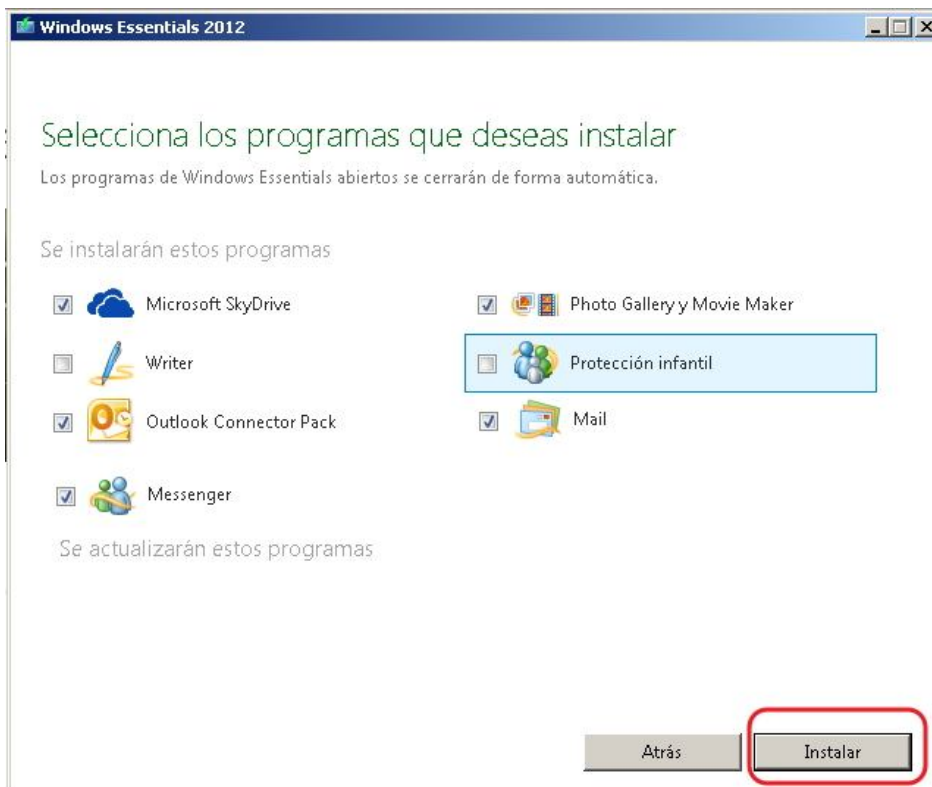 Windows Essentials 2012
Selecciona los programas que deseas instalar
Los programas de Windows Essentials abiertos se cerrarán de forma automática.
Se instalarán estos programas
Microsoft SkyDrive
Photo Gallery y Movie Maker
Writer
Protección infantil
Outlook Connector Pack
Mail
Messenger
Se actualizarán estos programas
Atrás
Instalar